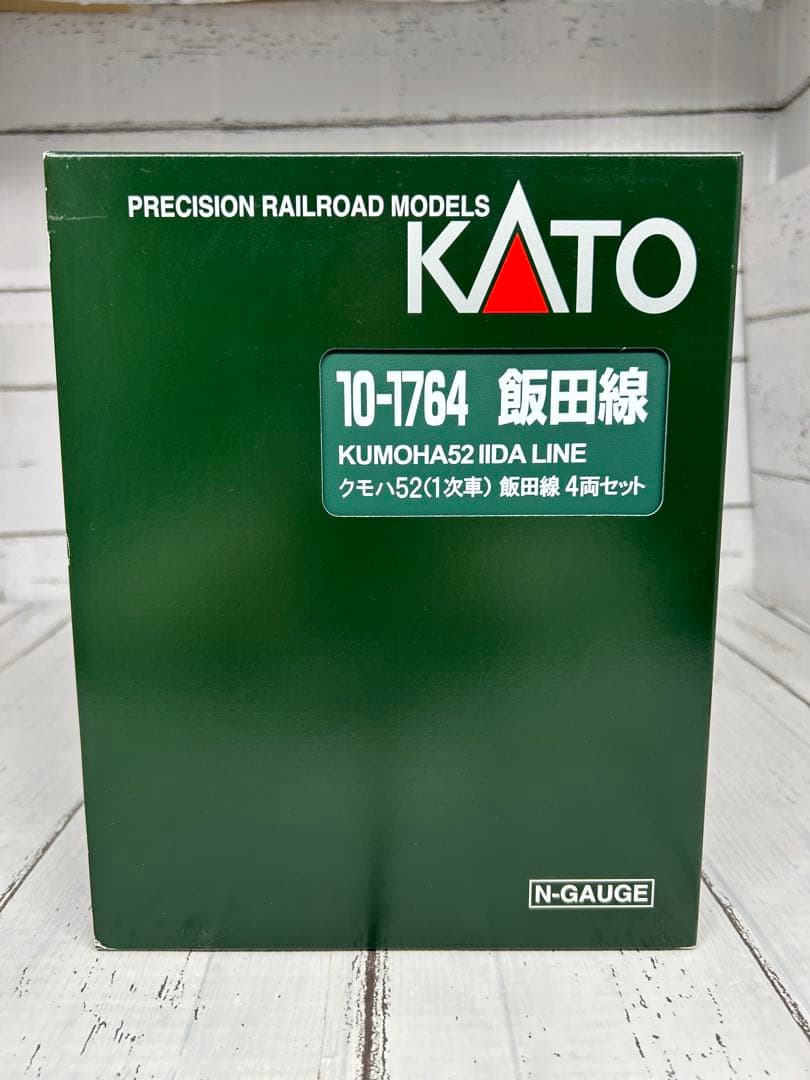 PRECISION RAILROAD MODELS
KATO
10-1764 飯田線
KUMOHA52 IIDA LINE
クモハ52(1次車) 飯田線 4両セット
N-GAUGE